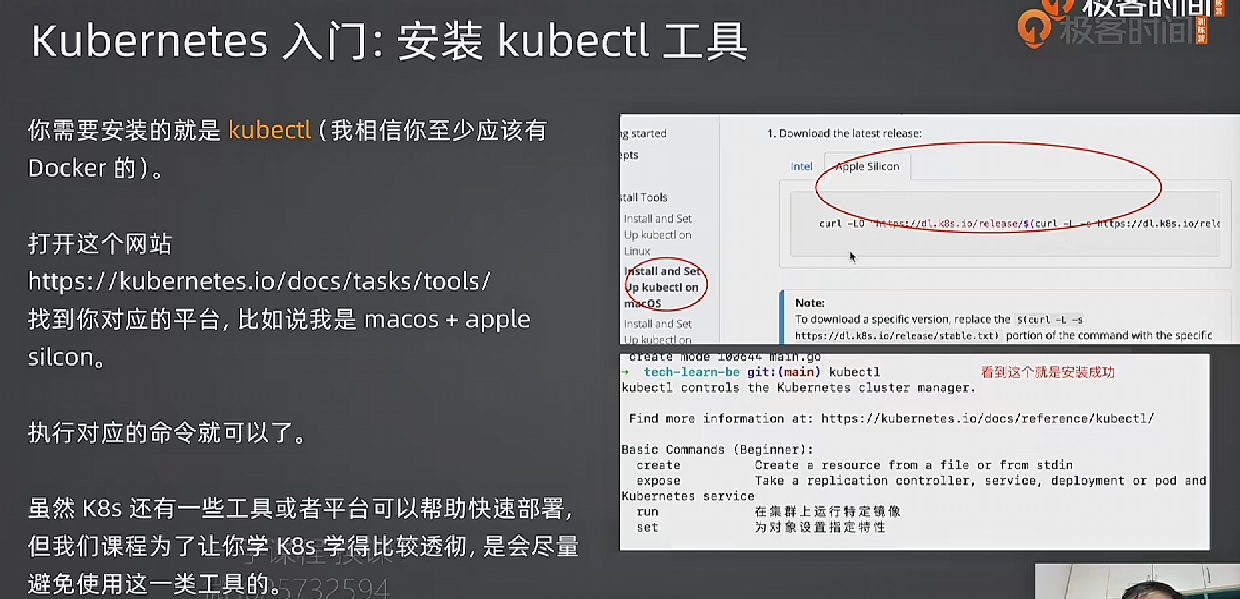 Kubernetes 入门: 安装 kubectl 工具
极客时间
极客时间
训练营
你需要安装的就是 kubectl (我相信你至少应该有
Docker 的)。
打开这个网站
https://kubernetes.io/docs/tasks/tools/
找到你对应的平台, 比如说我是 macos + apple
silcon。
执行对应的命令就可以了。
虽然 K8s 还有一些工具或者平台可以帮助快速部署,
但我们课程为了让你学 K8s 学得比较透彻, 是会尽量
避免使用这一类工具的。
ng started
epts
stall Tools
Install and Set
Up kubectl on
Linux
Install and Set
Up kubectl on
macOS
Install and Set
Up kubectl on
1. Download the latest release:
Intel
Apple Silicon
curl -LO "https://dl.k8s.io/release/$(curl -L -s https://dl.k8s.io/rele
Note:
To download a specific version, replace the $(curl -L -s
https://dl.k8s.io/release/stable.txt) portion of the command with the specific
create mode 100644 main.go
→ tech-learn-be git:(main) kubectl
看到这个就是安装成功
kubectl controls the Kubernetes cluster manager.
Find more information at: https://kubernetes.io/docs/reference/kubectl/
Basic Commands (Beginner):
create Create a resource from a file or from stdin
expose Take a replication controller, service, deployment or pod and
Kubernetes service
run 在集群上运行特定镜像
set 为对象设置指定特性